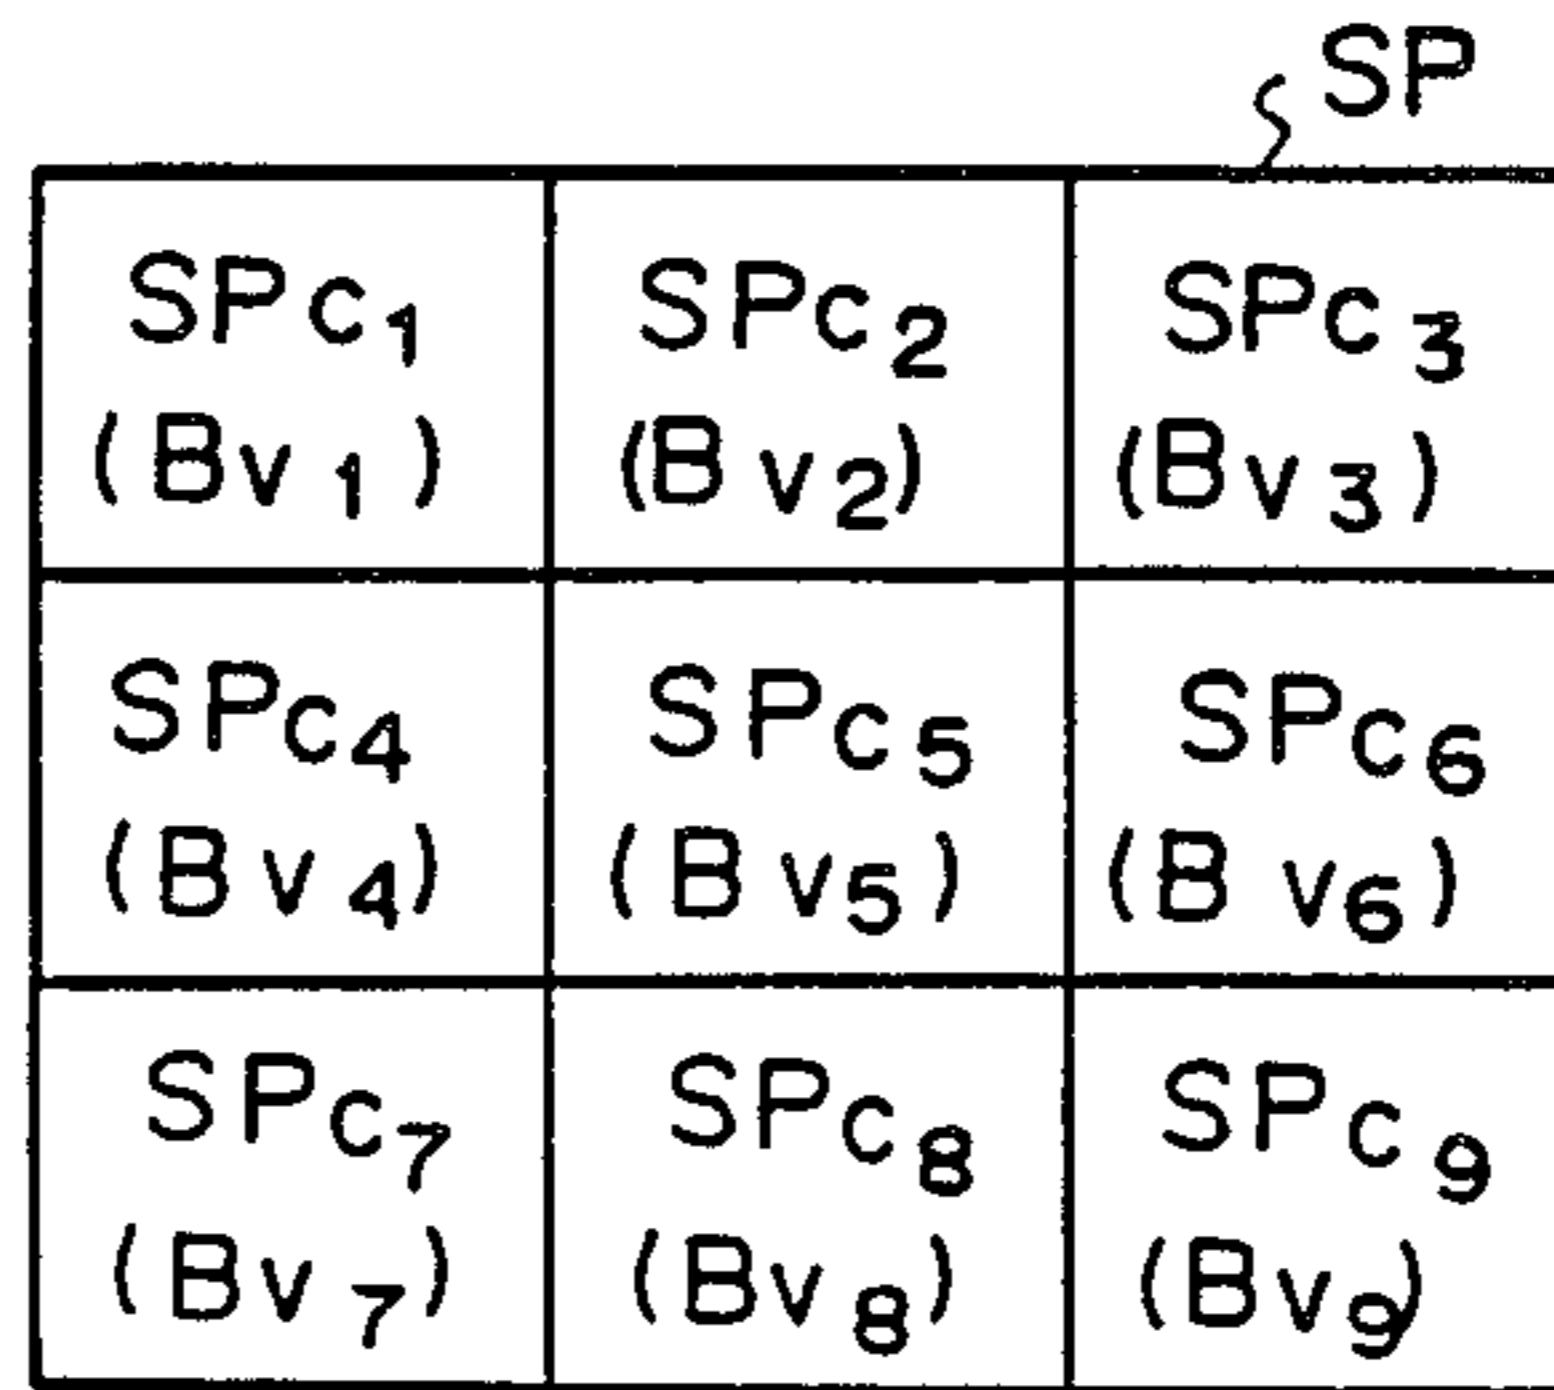 SP
SPc1 SPc2 SPc3
(Bv1) (Bv2) (Bv3)
SPc4 SPc5 SPc6
(Bv4) (Bv5) (Bv6)
SPc7 SPc8 SPc9
(Bv7) (Bv8) (Bv9)